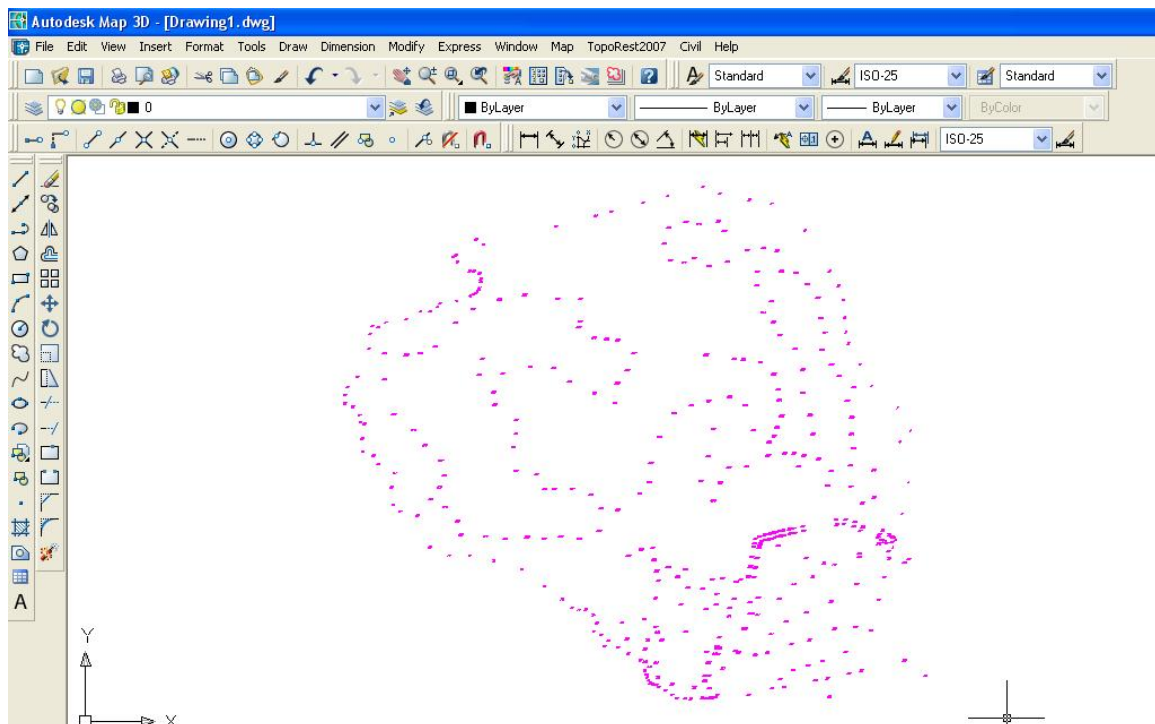 Autodesk Map 3D - [Drawing1.dwg]
File Edit View Insert Format Tools Draw Dimension Modify Express Window Map TopoRest2007 Civil Help
Standard ISO-25 Standard
0 ByLayer ByLayer ByLayer ByColor
ISO-25
A
Y
X